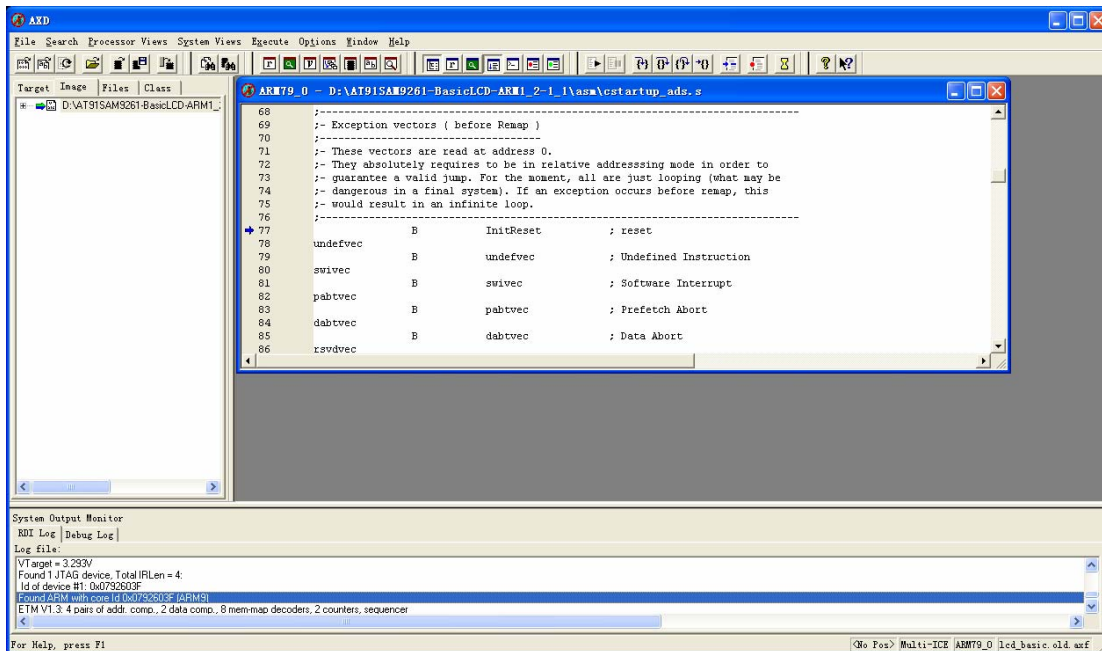 AXD
File Search Processor Views System Views Execute Options Window Help
Target Image Files Class
D:\AT91SAM9261-BasicLCD-ARM1_
ARM79_0 - D:\AT91SAM9261-BasicLCD-ARM1_2-1_1\asm\cstartup_ads.s
68 ;------------------------------------------------------------------------------
69 ;- Exception vectors ( before Remap )
70 ;------------------------------------
71 ;- These vectors are read at address 0.
72 ;- They absolutely requires to be in relative addresssing mode in order to
73 ;- guarantee a valid jump. For the moment, all are just looping (what may be
74 ;- dangerous in a final system). If an exception occurs before remap, this
75 ;- would result in an infinite loop.
76 ;------------------------------------------------------------------------------
77 B InitReset ; reset
78 undefvec
79 B undefvec ; Undefined Instruction
80 swivec
81 B swivec ; Software Interrupt
82 pabtvec
83 B pabtvec ; Prefetch Abort
84 dabtvec
85 B dabtvec ; Data Abort
86 rsvdvec
System Output Monitor
RDI Log Debug Log
Log file:
VTarget = 3.293V
Found 1 JTAG device, Total IRLen = 4:
Id of device #1: 0x0792603F
Found ARM with core Id 0x0792603F (ARM9)
ETM V1.3: 4 pairs of addr. comp., 2 data comp., 8 mem-map decoders, 2 counters, sequencer
For Help, press F1
<No Pos> Multi-ICE ARM79_0 lcd_basic.old.axf